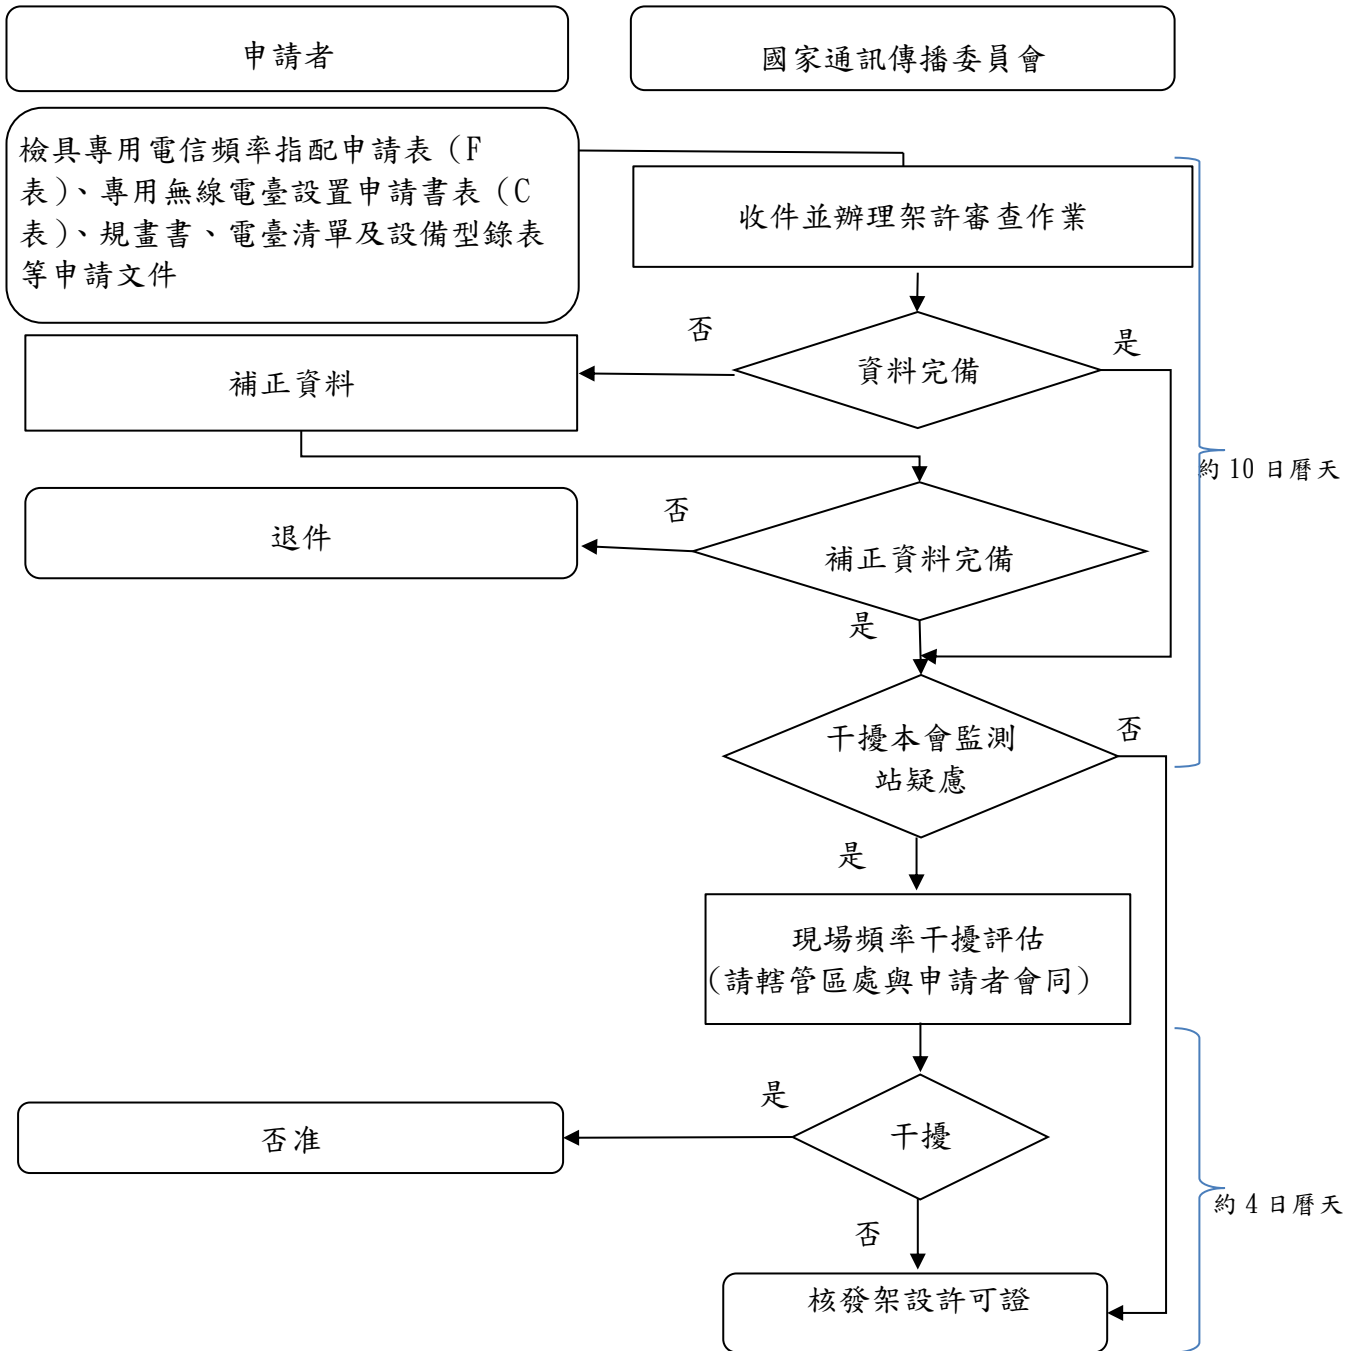 申請者
國家通訊傳播委員會
檢具專用電信頻率指配申請表（F
表）、專用無線電臺設置申請書表（C
表）、規畫書、電臺清單及設備型錄表
等申請文件
收件並辦理架許審查作業
否
是
資料完備
補正資料
約 10 日曆天
否
退件
補正資料完備
是
干擾本會監測
站疑慮
否
是
現場頻率干擾評估
（請轄管區處與申請者會同）
是
干擾
否准
約 4 日曆天
否
核發架設許可證